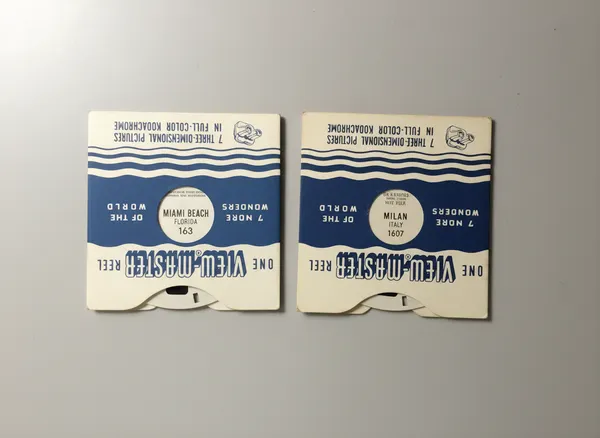 ONE VIEW-MASTER REEL
7 MORE
WONDERS
OF THE
WORLD
MIAMI BEACH
FLORIDA
163
7 THREE-DIMENSIONAL PICTURES
IN FULL-COLOR KODACHROME
ONE VIEW-MASTER REEL
7 MORE
WONDERS
OF THE
WORLD
MILAN
ITALY
1607
7 THREE-DIMENSIONAL PICTURES
IN FULL-COLOR KODACHROME